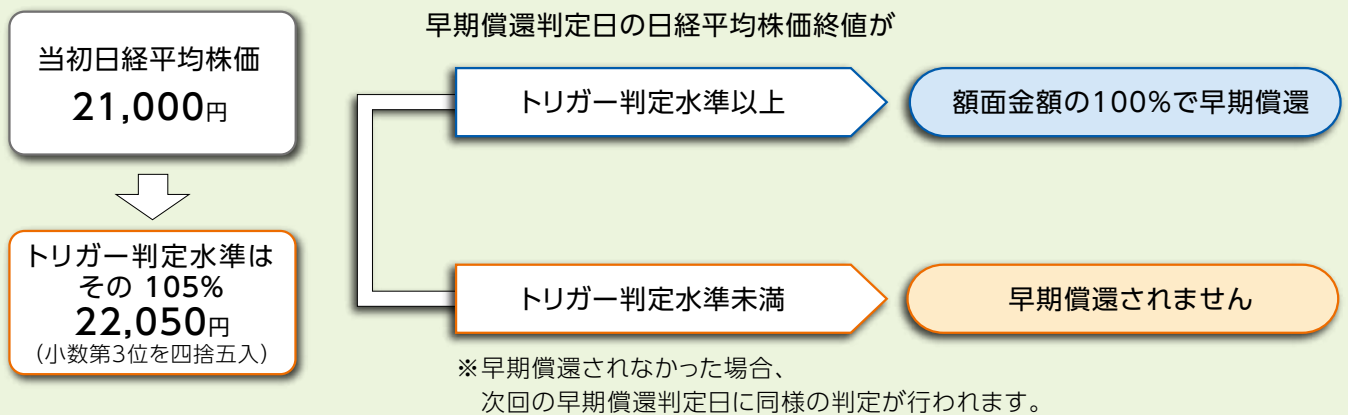 当初日経平均株価
21,000円
トリガー判定水準は
その 105%
22,050円
(小数第3位を四捨五入)
早期償還判定日の日経平均株価終値が
トリガー判定水準以上
額面金額の100%で早期償還
トリガー判定水準未満
早期償還されません
※早期償還されなかった場合、
次回の早期償還判定日に同様の判定が行われます。